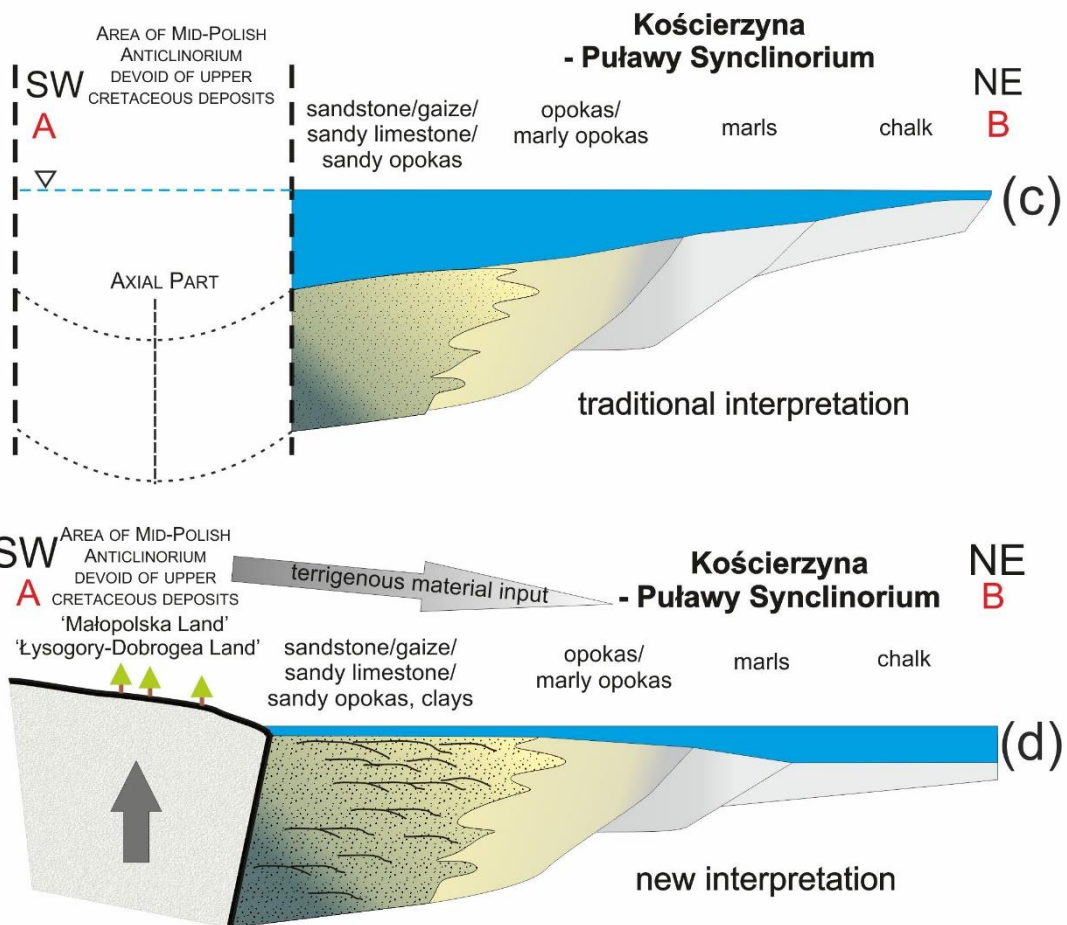 AREA OF MID-POLISH
ANTICLINORIUM
DEVOID OF UPPER
CRETACEOUS DEPOSITS
SW
A
Kościerzyna
- Puławy Synclinorium
NE
B
sandstone/gaize/
sandy limestone/
sandy opokas
opokas/
marly opokas
marls
chalk
(c)
AXIAL PART
traditional interpretation
SW
A
AREA OF MID-POLISH
ANTICLINORIUM
DEVOID OF UPPER
CRETACEOUS DEPOSITS
'Małopolska Land'
'Łysogory-Dobrogea Land'
terrigenous material input
Kościerzyna
- Puławy Synclinorium
NE
B
sandstone/gaize/
sandy limestone/
sandy opokas, clays
opokas/
marly opokas
marls
chalk
(d)
new interpretation